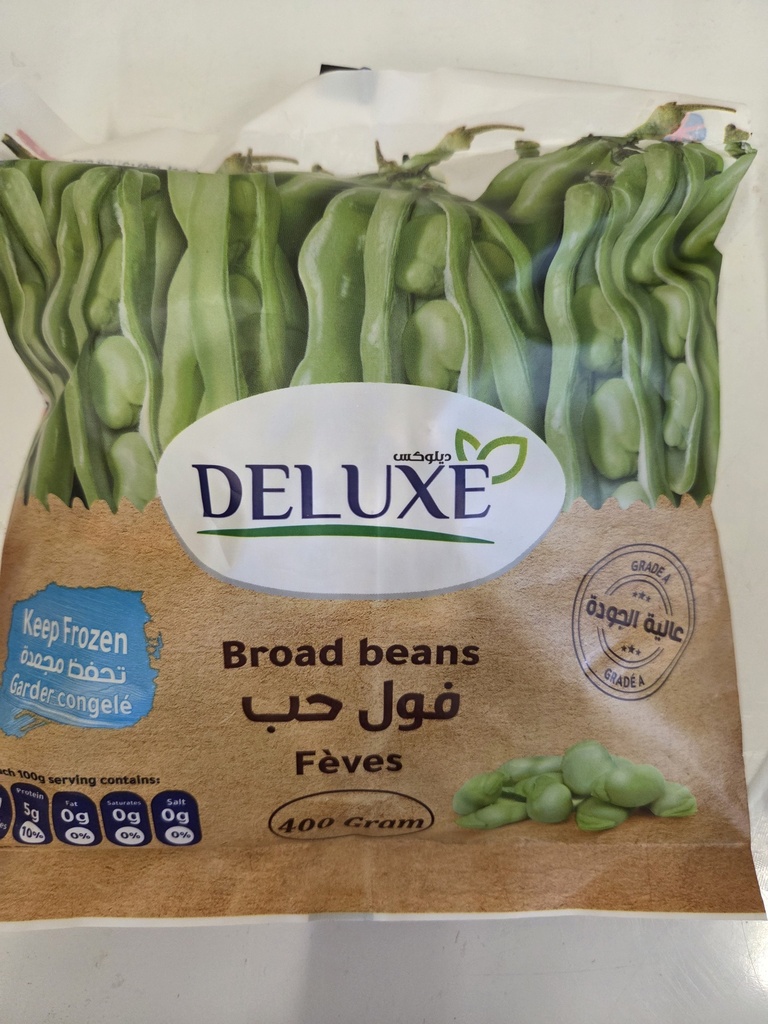 ديلوكس
DELUXE
GRADE A
عالية الجودة
GRADE A
Keep Frozen
تحفظ مجمدة
Garder congelé
Broad beans
فول حب
Fèves
400 Gram
100g serving contains:
Protein
5g
10%
Fat
0g
0%
Saturates
0g
0%
Salt
0g
0%